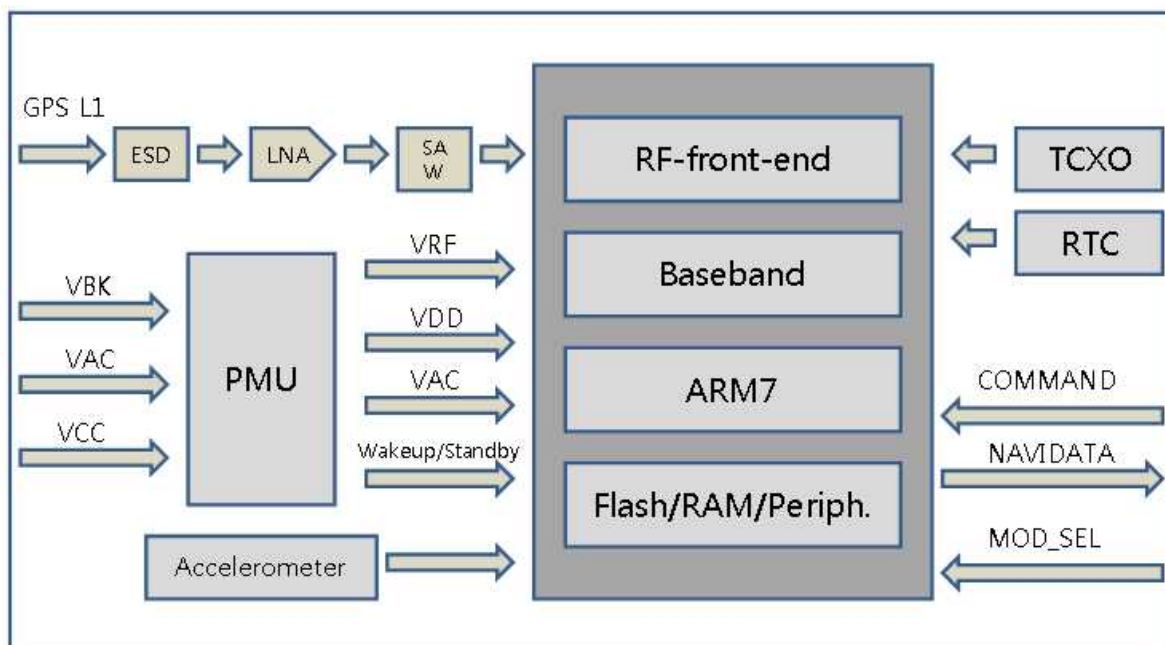 GPS L1
ESD
LNA
SA
W
RF-front-end
TCXO
RTC
VRF
Baseband
VBK
VDD
VAC
PMU
VAC
ARM7
COMMAND
VCC
Wakeup/Standby
NAVIDATA
Flash/RAM/Periph.
MOD_SEL
Accelerometer